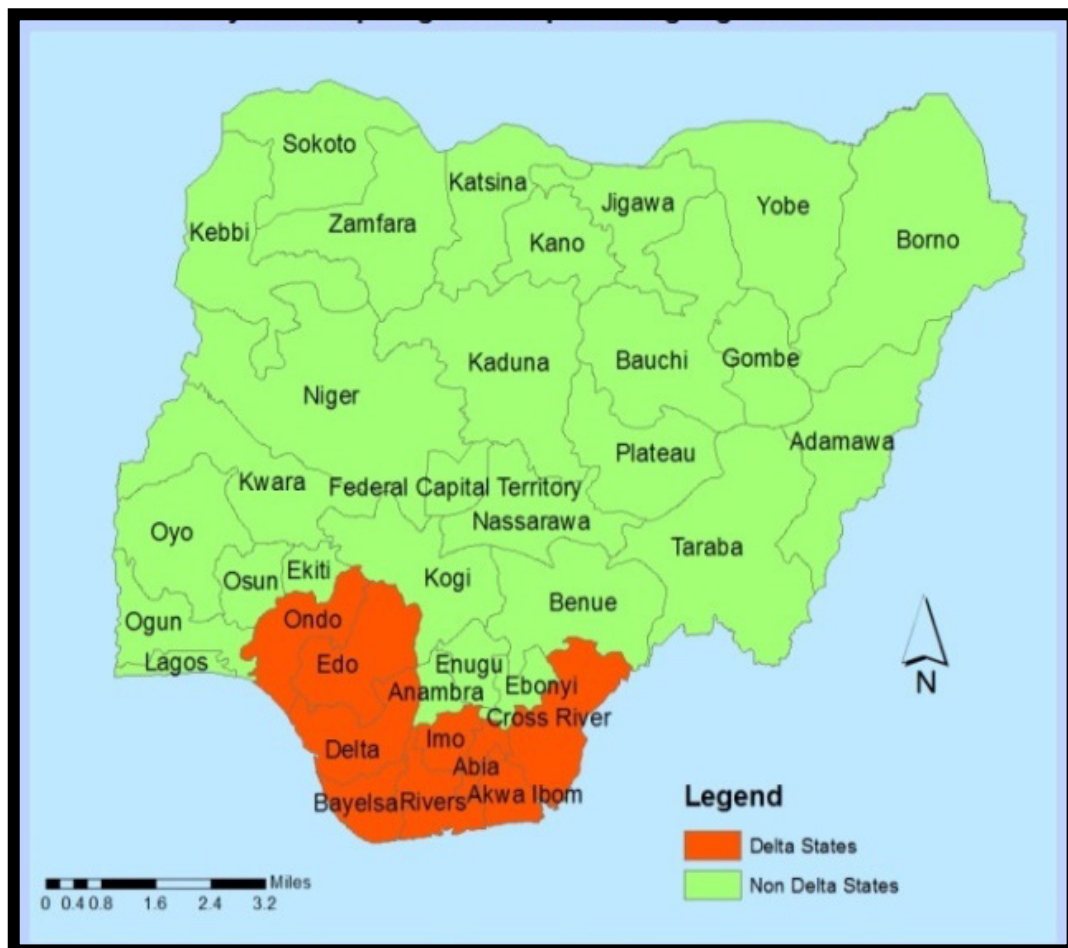 Sokoto
Katsina
Jigawa
Yobe
Kebbi
Zamfara
Kano
Borno
Kaduna
Bauchi
Gombe
Niger
Adamawa
Plateau
Kwara
Federal Capital Territory
Nassarawa
Oyo
Taraba
Osun
Ekiti
Kogi
Benue
Ogun
Ondo
Lagos
Edo
Enugu
Anambra
Ebonyi
Cross River
Delta
Imo
Abia
Bayelsa
Rivers
Akwa Ibom
N
Legend
Delta States
Non Delta States
Miles
0 0.4 0.8 1.6 2.4 3.2